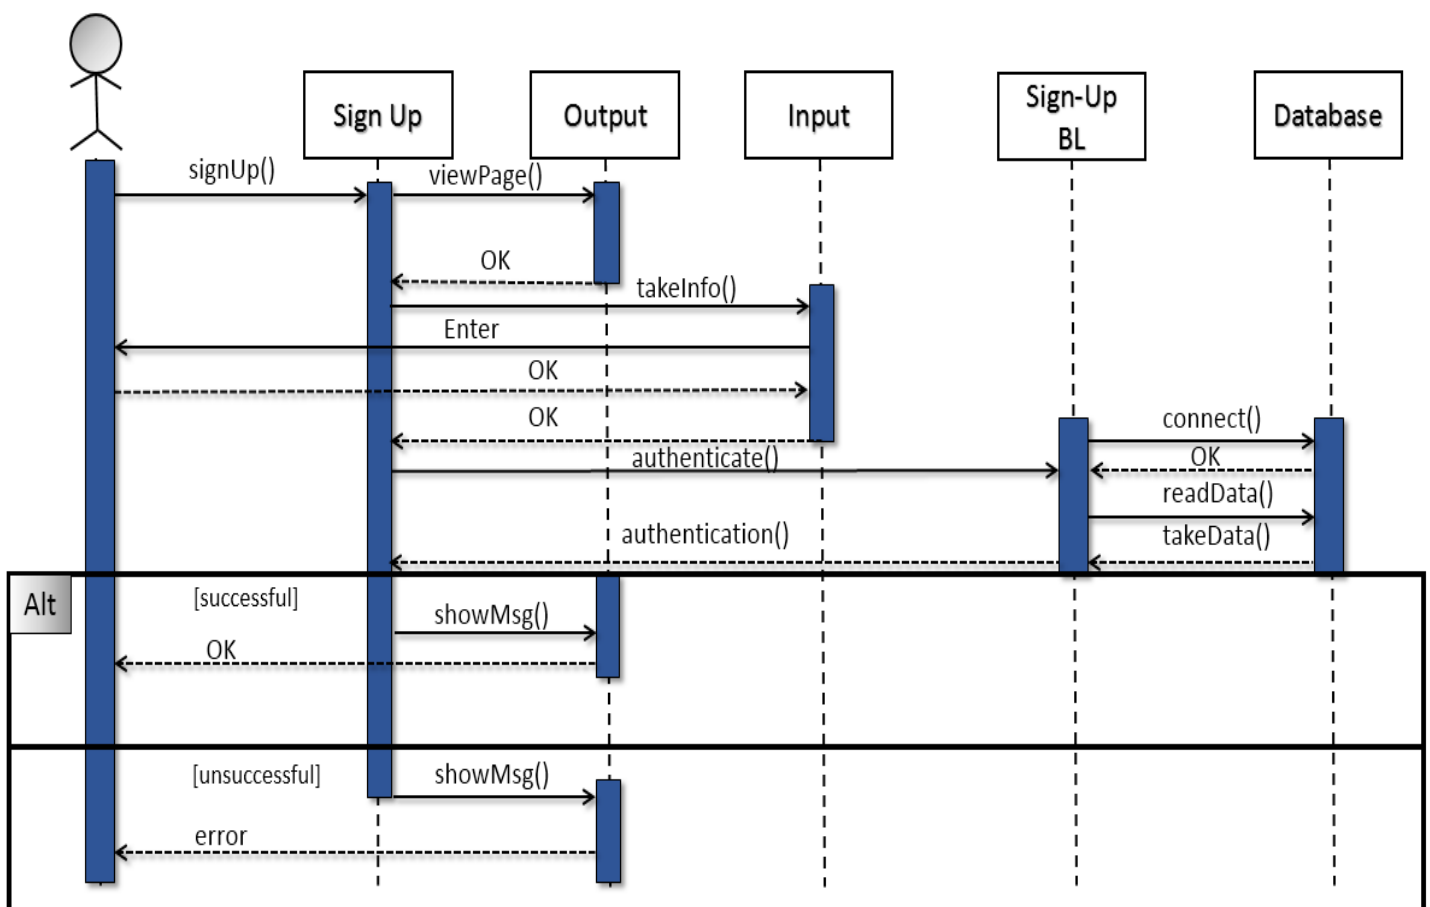 Sign Up
Output
Input
Sign-Up
BL
Database
signUp()
viewPage()
OK
takeInfo()
Enter
OK
OK
connect()
authenticate()
OK
readData()
authentication()
takeData()
Alt
[successful]
showMsg()
OK
[unsuccessful]
showMsg()
error